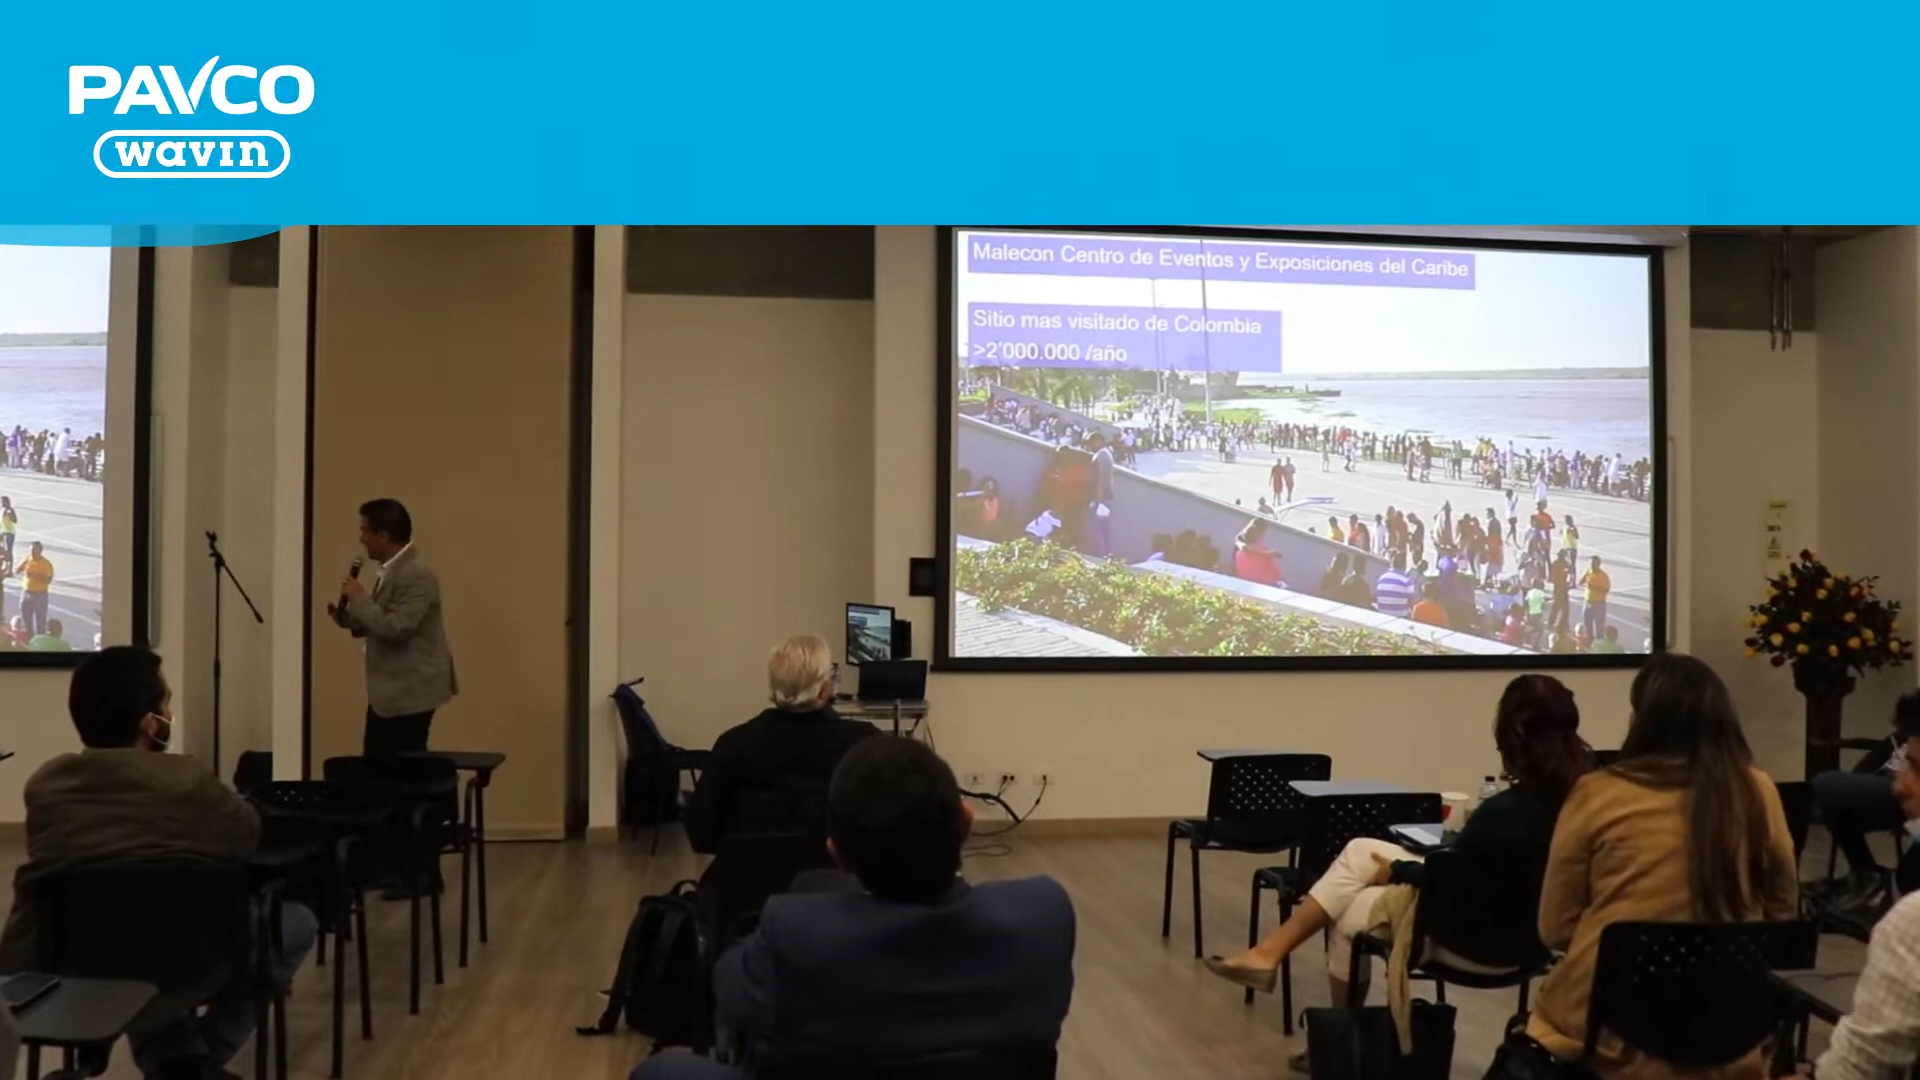 PAVCO
wavin
Malecon Centro de Eventos y Exposiciones del Caribe
Sitio mas visitado de Colombia
>2'000.000 /año